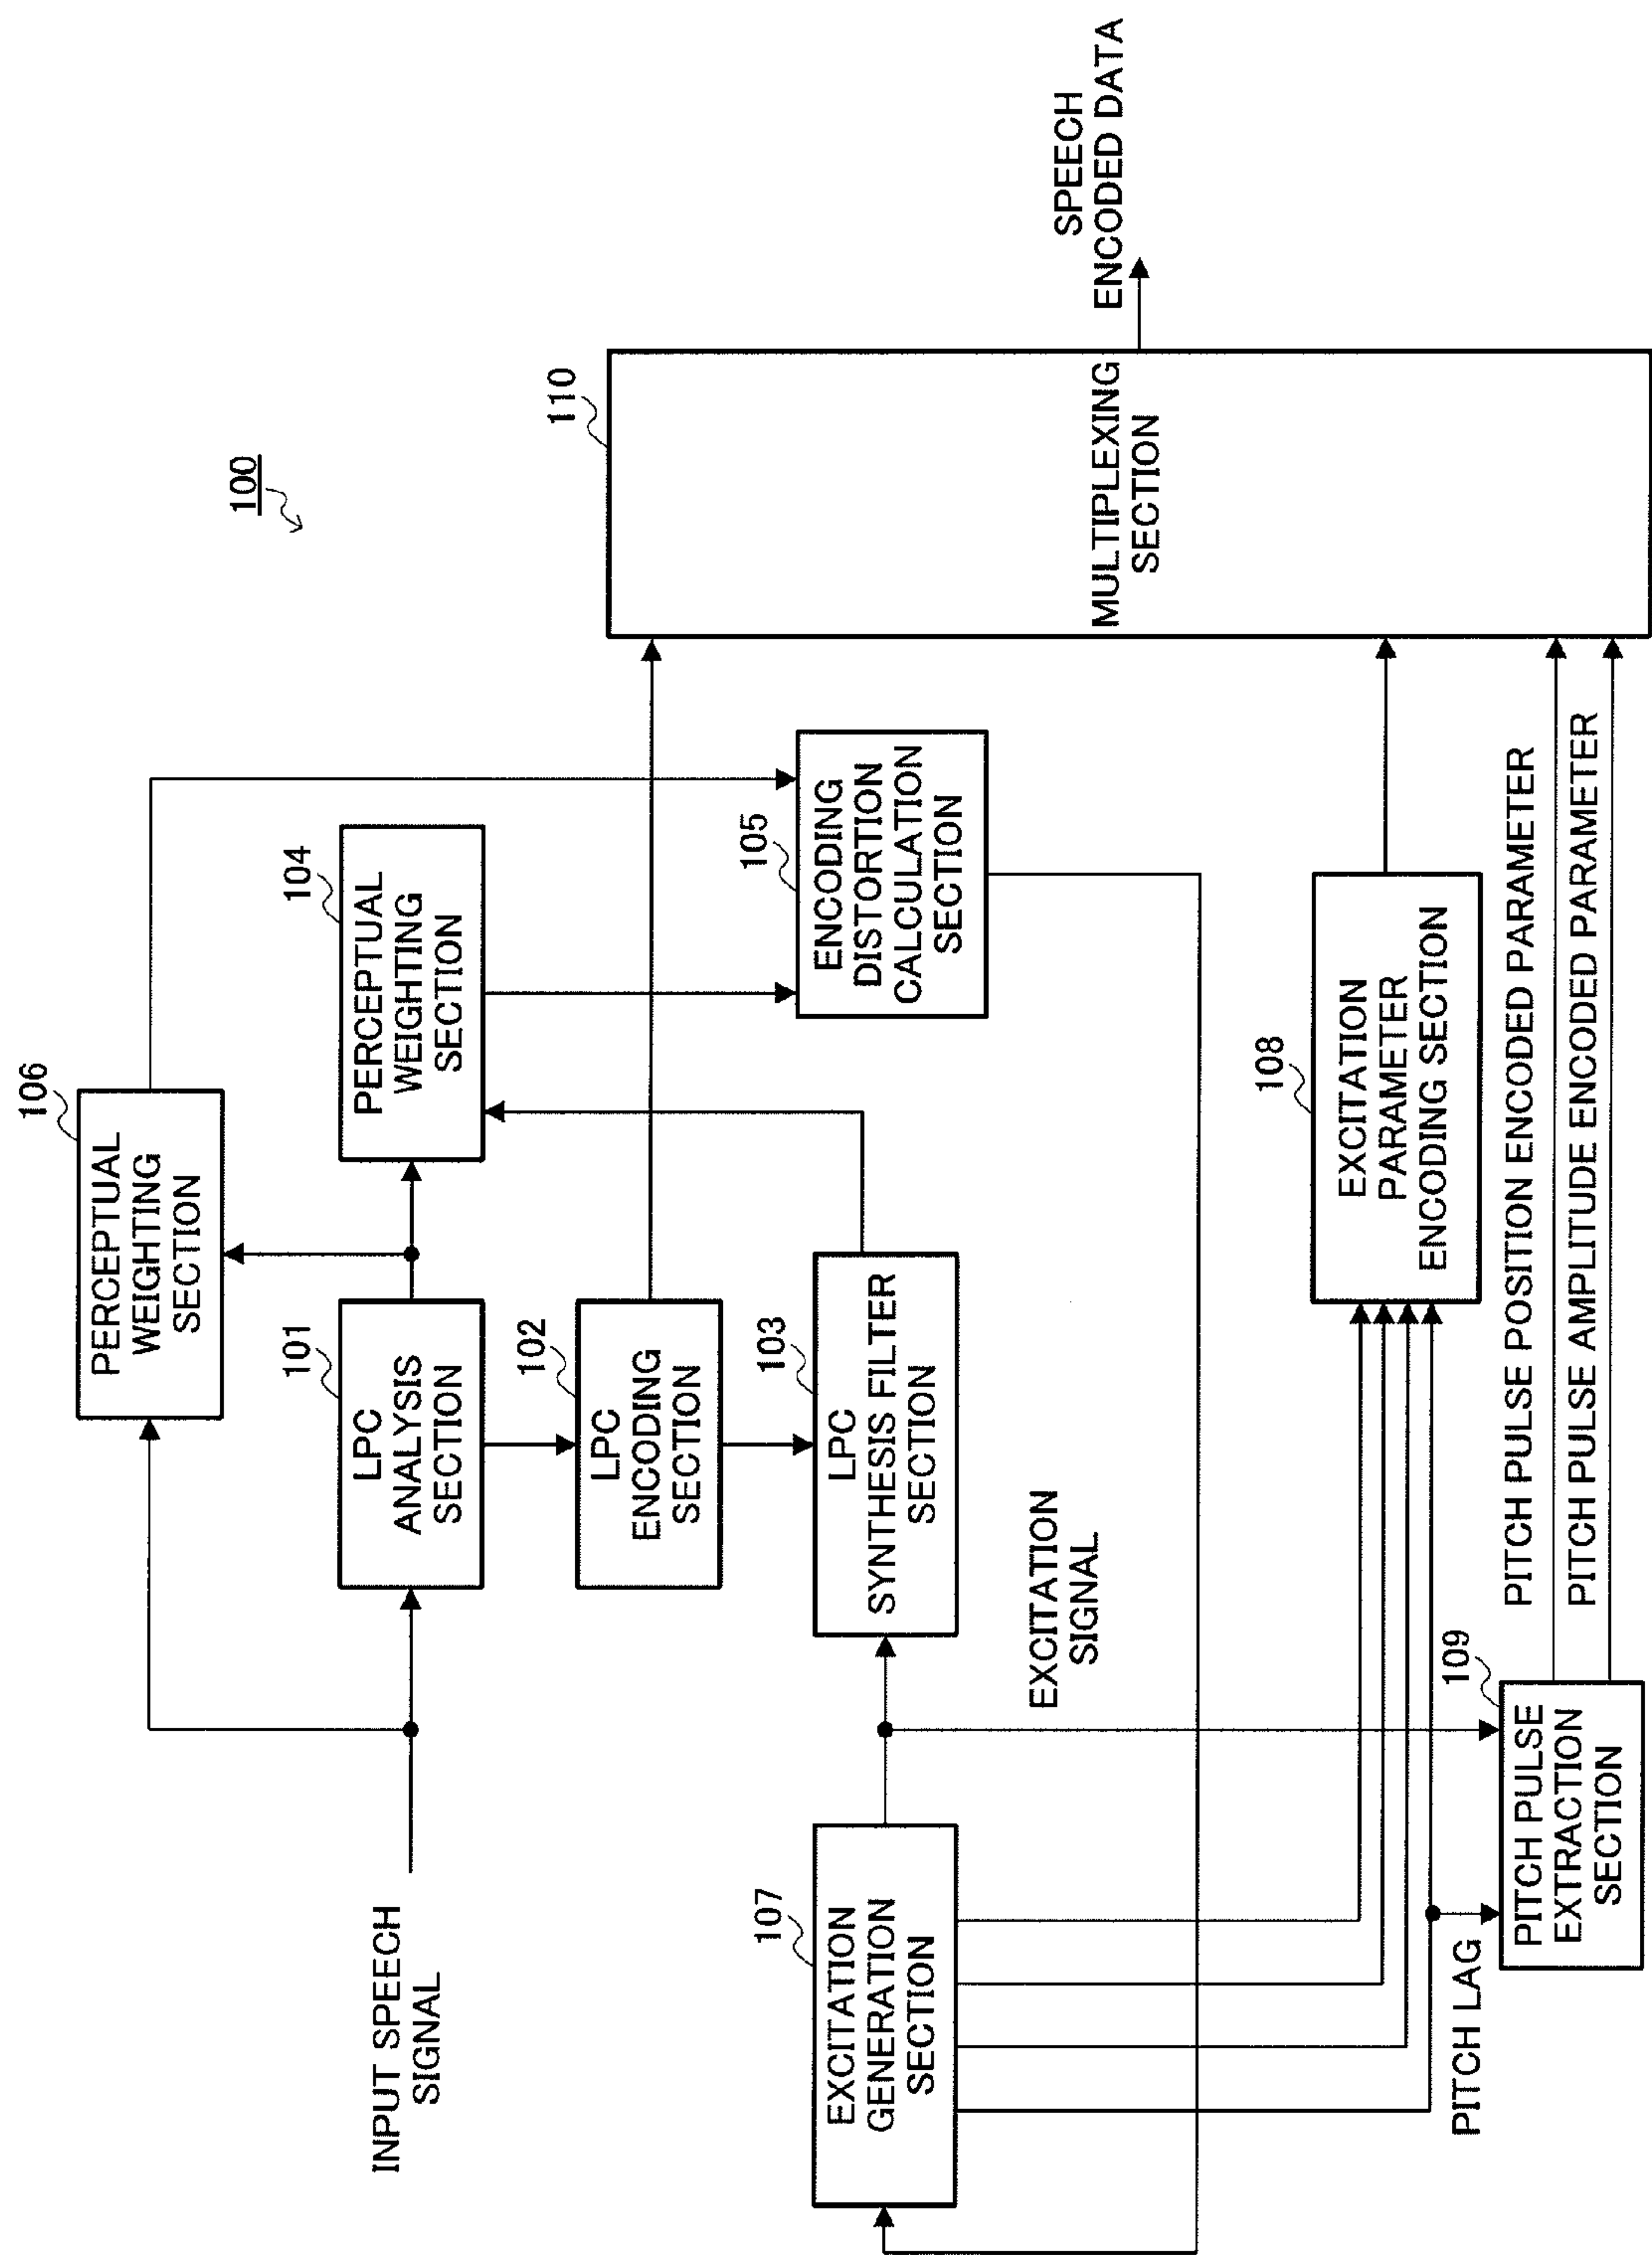 100
106
PERCEPTUAL
WEIGHTING
SECTION
INPUT SPEECH
SIGNAL
101
LPC
ANALYSIS
SECTION
104
PERCEPTUAL
WEIGHTING
SECTION
102
LPC
ENCODING
SECTION
110
MULTIPLEXING
SECTION
SPEECH
ENCODED DATA
107
EXCITATION
GENERATION
SECTION
103
LPC
SYNTHESIS FILTER
SECTION
105
ENCODING
DISTORTION
CALCULATION
SECTION
EXCITATION
SIGNAL
108
EXCITATION
PARAMETER
ENCODING SECTION
PITCH LAG
109
PITCH PULSE
EXTRACTION
SECTION
PITCH PULSE POSITION ENCODED PARAMETER
PITCH PULSE AMPLITUDE ENCODED PARAMETER